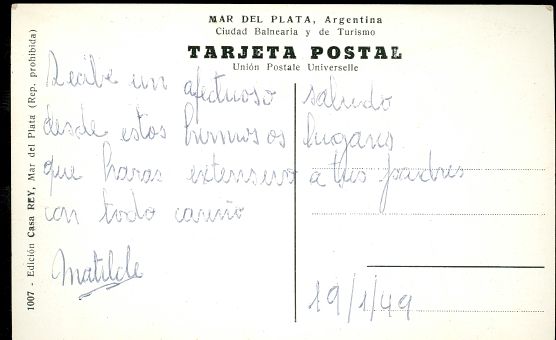 MAR DEL PLATA, Argentina
Ciudad Balnearia y de Turismo
TARJETA POSTAL
Unión Postale Universelle
Recibe un afectuoso saludo
desde estos hermosos lugares
que haras extensivo a tus padres
con todo cariño
Matilde
19/1/49
1007 - Edición Casa REY, Mar del Plata (Rep. prohibida)